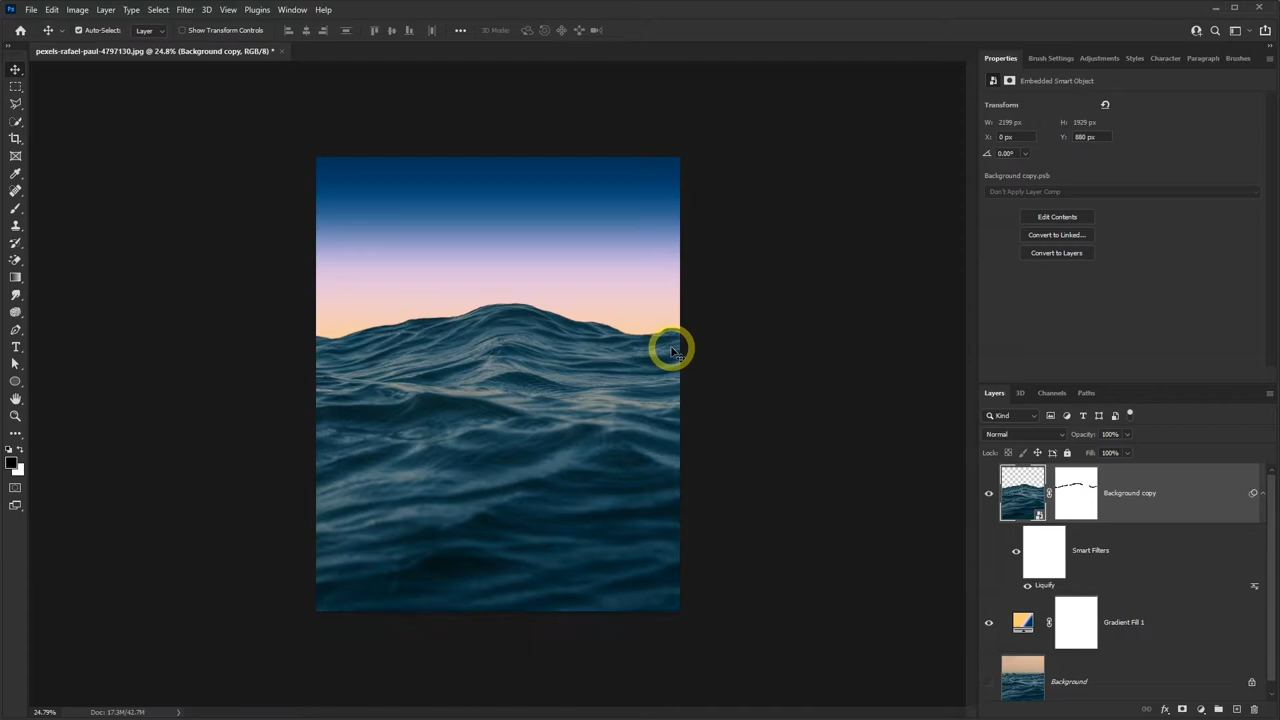 Ps File Edit Image Layer Type Select Filter 3D View Plugins Window Help
Auto-Select: Layer Show Transform Controls 3D Mode:
pexels-rafael-paul-4797130.jpg @ 24.8% (Background copy, RGB/8) *
Properties Brush Settings Adjustments Styles Character Paragraph Brushes
Embedded Smart Object
Transform
W: 2199 px H: 1929 px
X: 0 px Y: 880 px
0.00°
Background copy.psb
Don't Apply Layer Comp
Edit Contents
Convert to Linked...
Convert to Layers
Layers 3D Channels Paths
Kind
Normal Opacity: 100%
Lock: Fill: 100%
Background copy
Smart Filters
Liquify
Gradient Fill 1
Background
24.79% Doc: 17.3M/42.7M